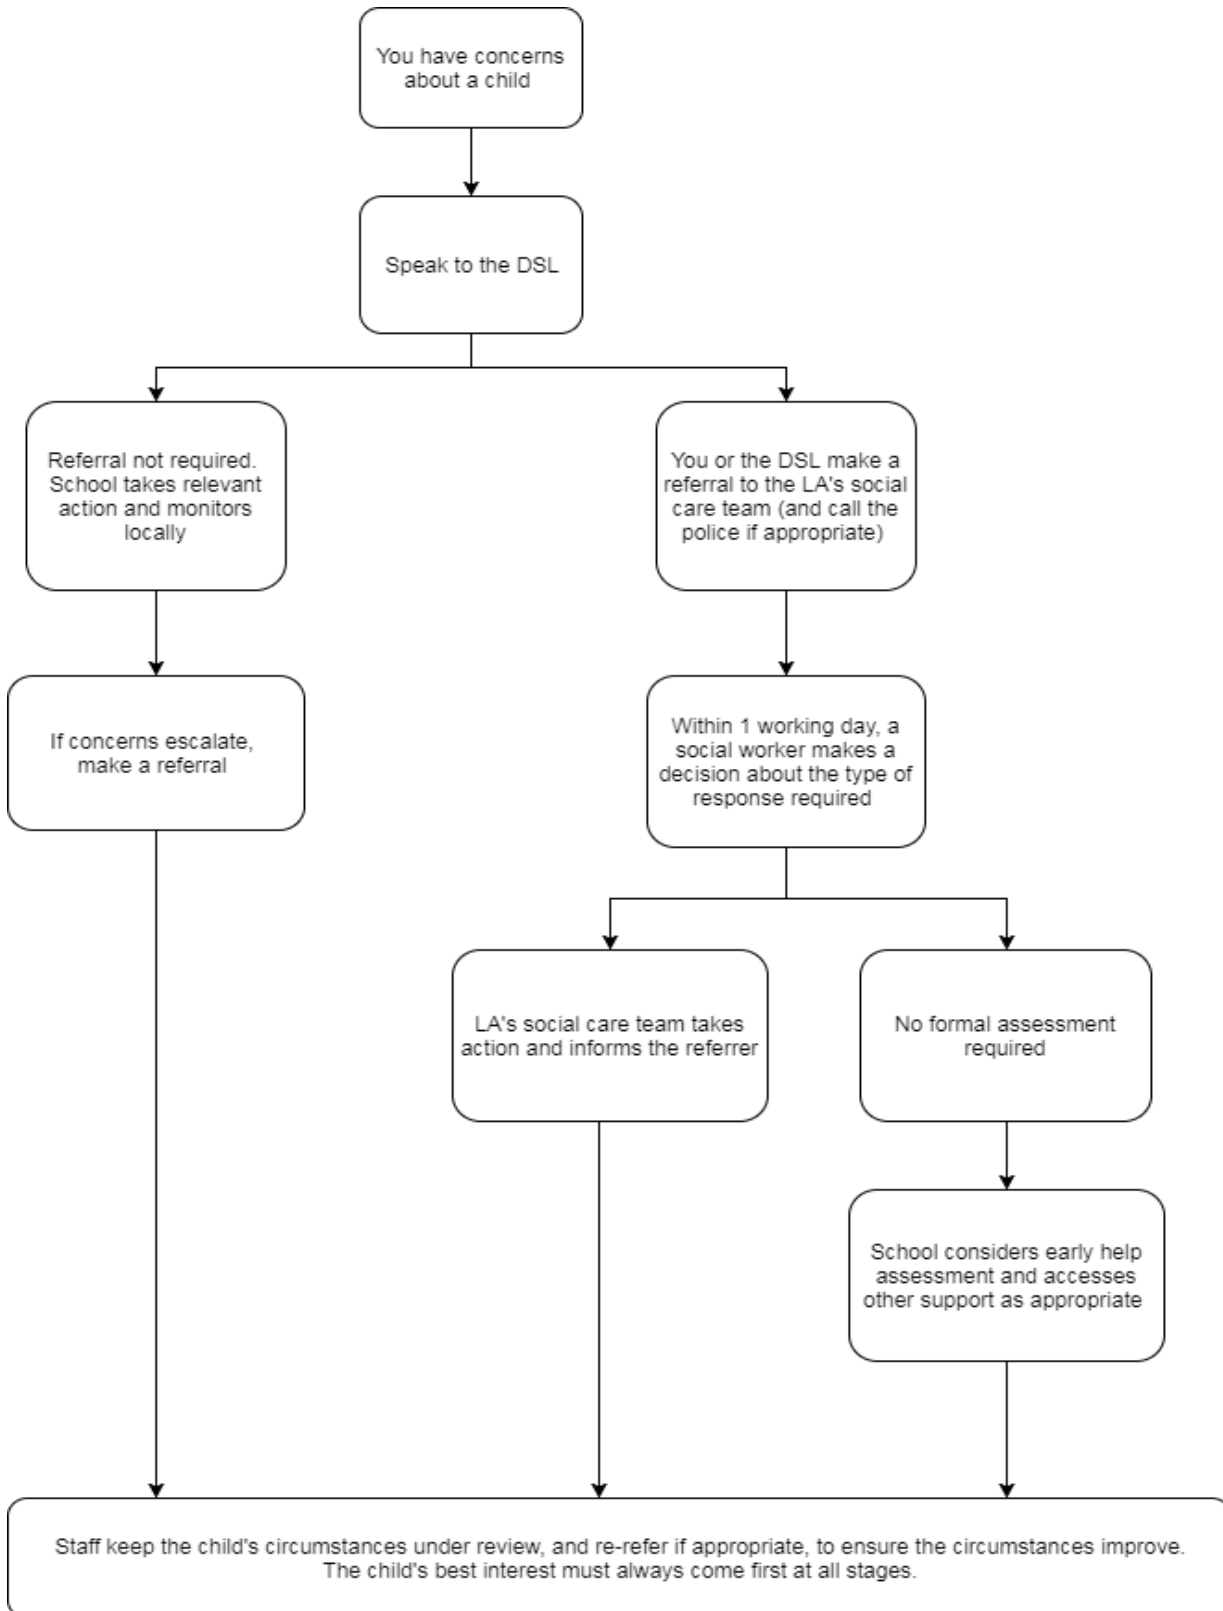 You have concerns
about a child
Speak to the DSL
Referral not required.
School takes relevant
action and monitors
locally
You or the DSL make a
referral to the LA's social
care team (and call the
police if appropriate)
If concerns escalate,
make a referral
Within 1 working day, a
social worker makes a
decision about the type of
response required
LA's social care team takes
action and informs the referrer
No formal assessment
required
School considers early help
assessment and accesses
other support as appropriate
Staff keep the child's circumstances under review, and re-refer if appropriate, to ensure the circumstances improve.
The child's best interest must always come first at all stages.